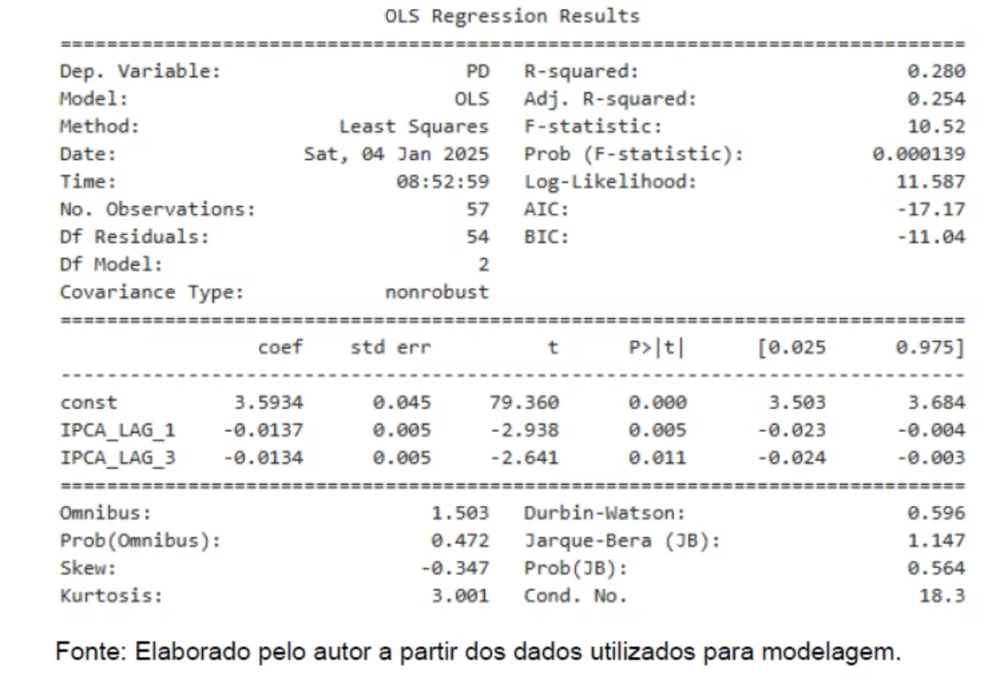 OLS Regression Results
==============================================================================
Dep. Variable: PD R-squared: 0.280
Model: OLS Adj. R-squared: 0.254
Method: Least Squares F-statistic: 10.52
Date: Sat, 04 Jan 2025 Prob (F-statistic): 0.000139
Time: 08:52:59 Log-Likelihood: 11.587
No. Observations: 57 AIC: -17.17
Df Residuals: 54 BIC: -11.04
Df Model: 2
Covariance Type: nonrobust
==============================================================================
coef std err t P>|t| [0.025 0.975]
------------------------------------------------------------------------------
const 3.5934 0.045 79.360 0.000 3.503 3.684
IPCA_LAG_1 -0.0137 0.005 -2.938 0.005 -0.023 -0.004
IPCA_LAG_3 -0.0134 0.005 -2.641 0.011 -0.024 -0.003
==============================================================================
Omnibus: 1.503 Durbin-Watson: 0.596
Prob(Omnibus): 0.472 Jarque-Bera (JB): 1.147
Skew: -0.347 Prob(JB): 0.564
Kurtosis: 3.001 Cond. No. 18.3
Fonte: Elaborado pelo autor a partir dos dados utilizados para modelagem.